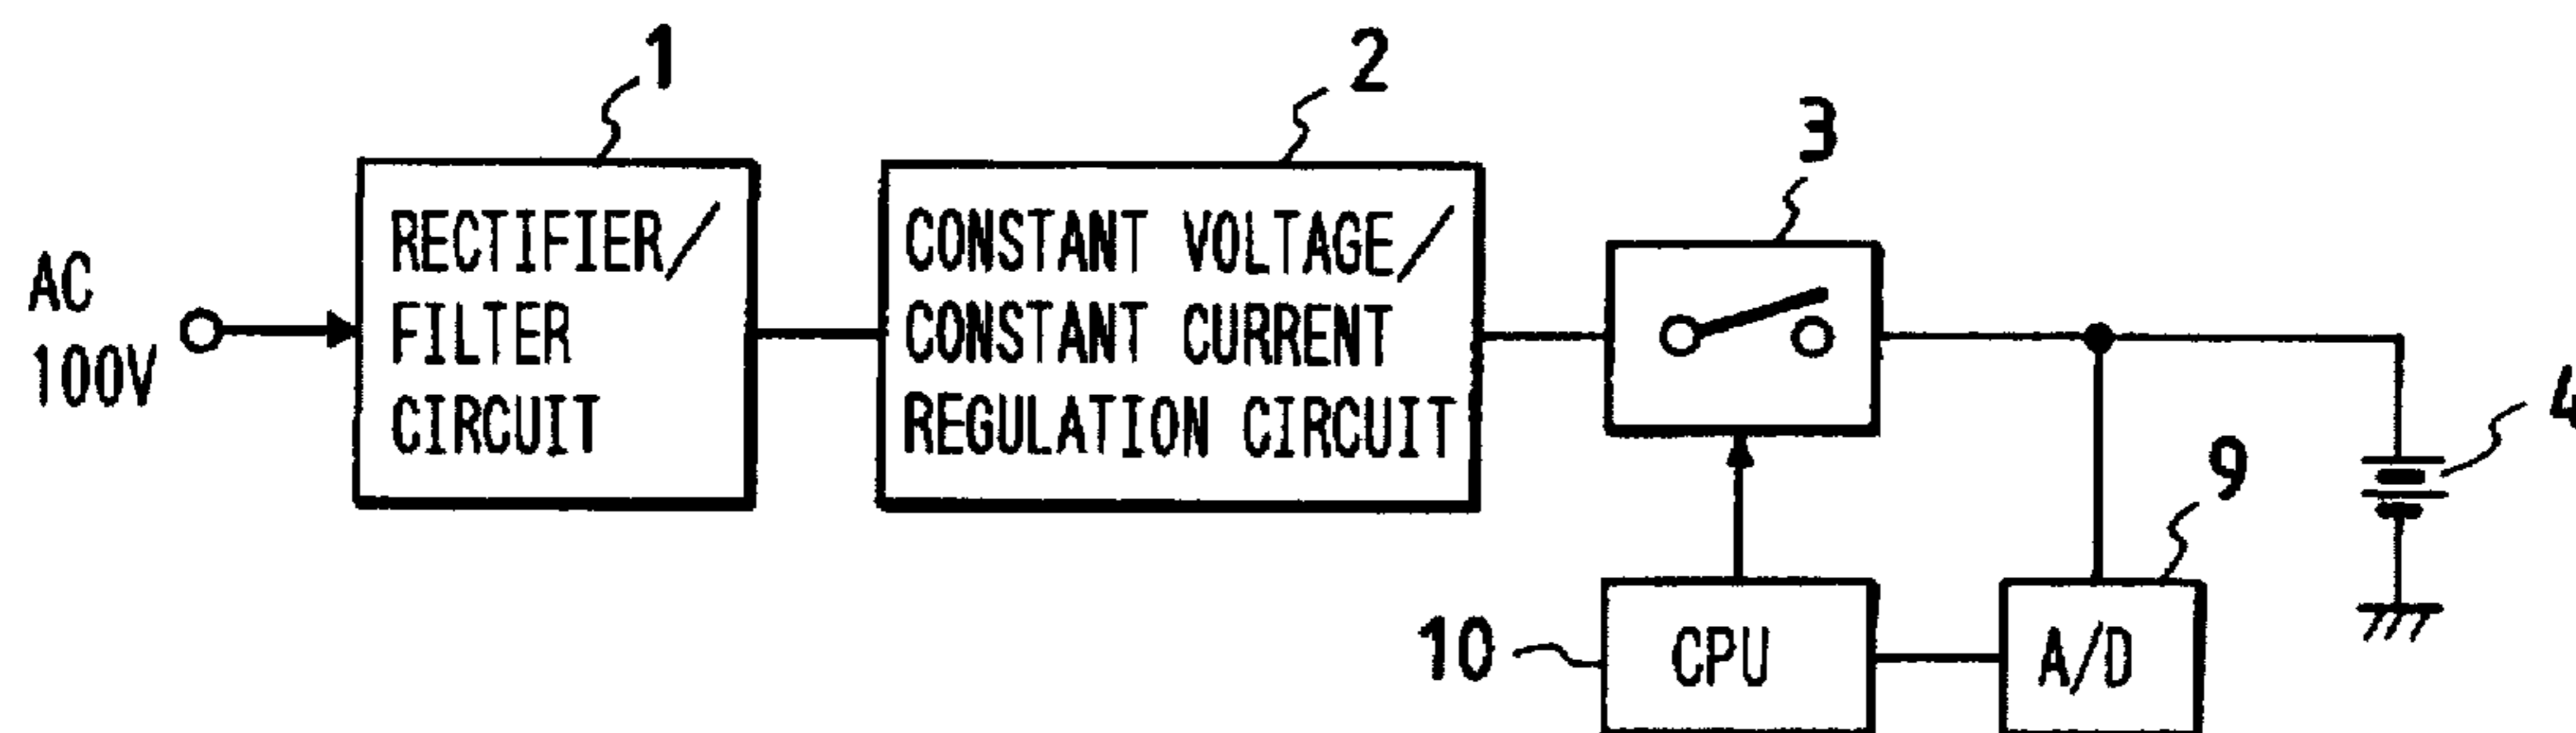 1
2
3
AC
100V
RECTIFIER/
FILTER
CIRCUIT
CONSTANT VOLTAGE/
CONSTANT CURRENT
REGULATION CIRCUIT
4
9
10
CPU
A/D